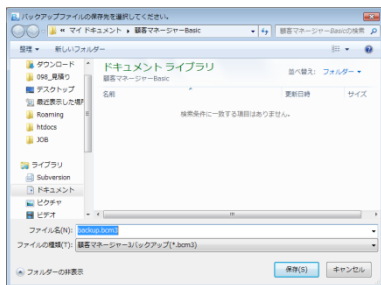 バックアップファイルの保存先を選択してください。
« マイ ドキュメント ▸ 顧客マネージャーBasic
顧客マネージャーBasicの検索
整理 ▼ 新しいフォルダー
ダウンロード
098_見積り
デスクトップ
最近表示した場所
Roaming
htdocs
JOB
ライブラリ
Subversion
ドキュメント
ピクチャ
ビデオ
ドキュメント ライブラリ
顧客マネージャーBasic
並べ替え: フォルダー ▼
名前 更新日時 サイズ
検索条件に一致する項目はありません。
ファイル名(N): backup.bcm3
ファイルの種類(T): 顧客マネージャー3バックアップ(*.bcm3)
フォルダーの非表示
保存(S) キャンセル